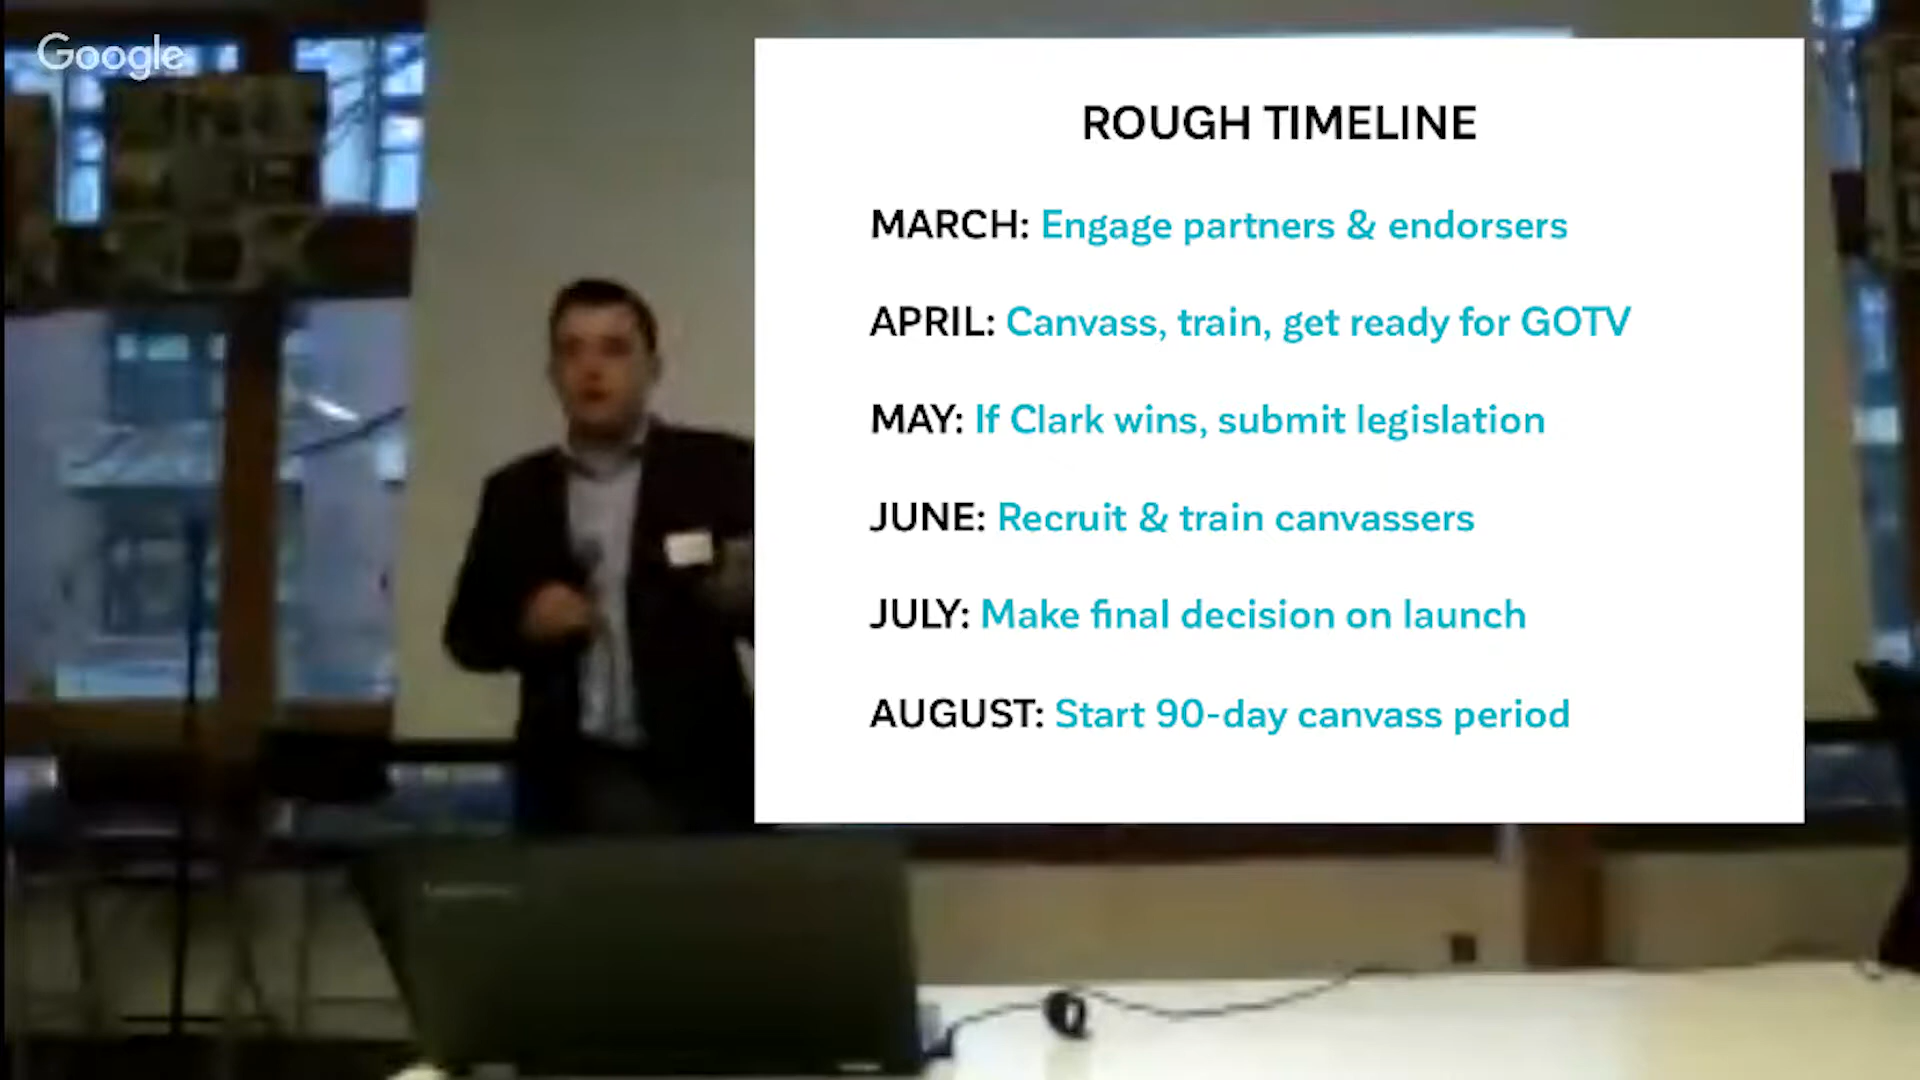 Google
ROUGH TIMELINE
MARCH: Engage partners & endorsers
APRIL: Canvass, train, get ready for GOTV
MAY: If Clark wins, submit legislation
JUNE: Recruit & train canvassers
JULY: Make final decision on launch
AUGUST: Start 90-day canvass period